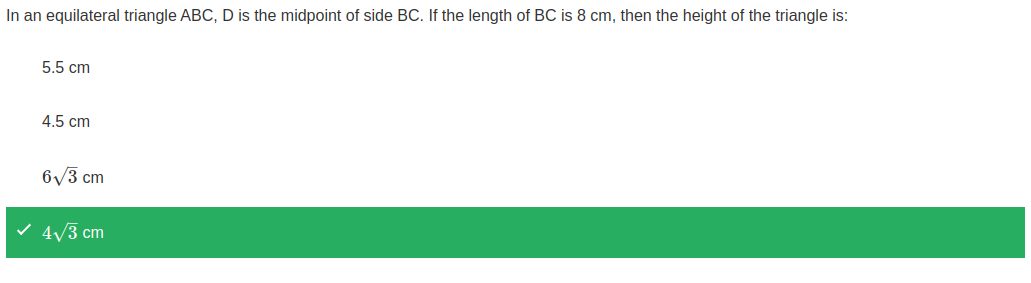 In an equilateral triangle ABC, D is the midpoint of side BC. If the length of BC is 8 cm, then the height of the triangle is:
5.5 cm
4.5 cm
6√3 cm
✓ 4√3 cm